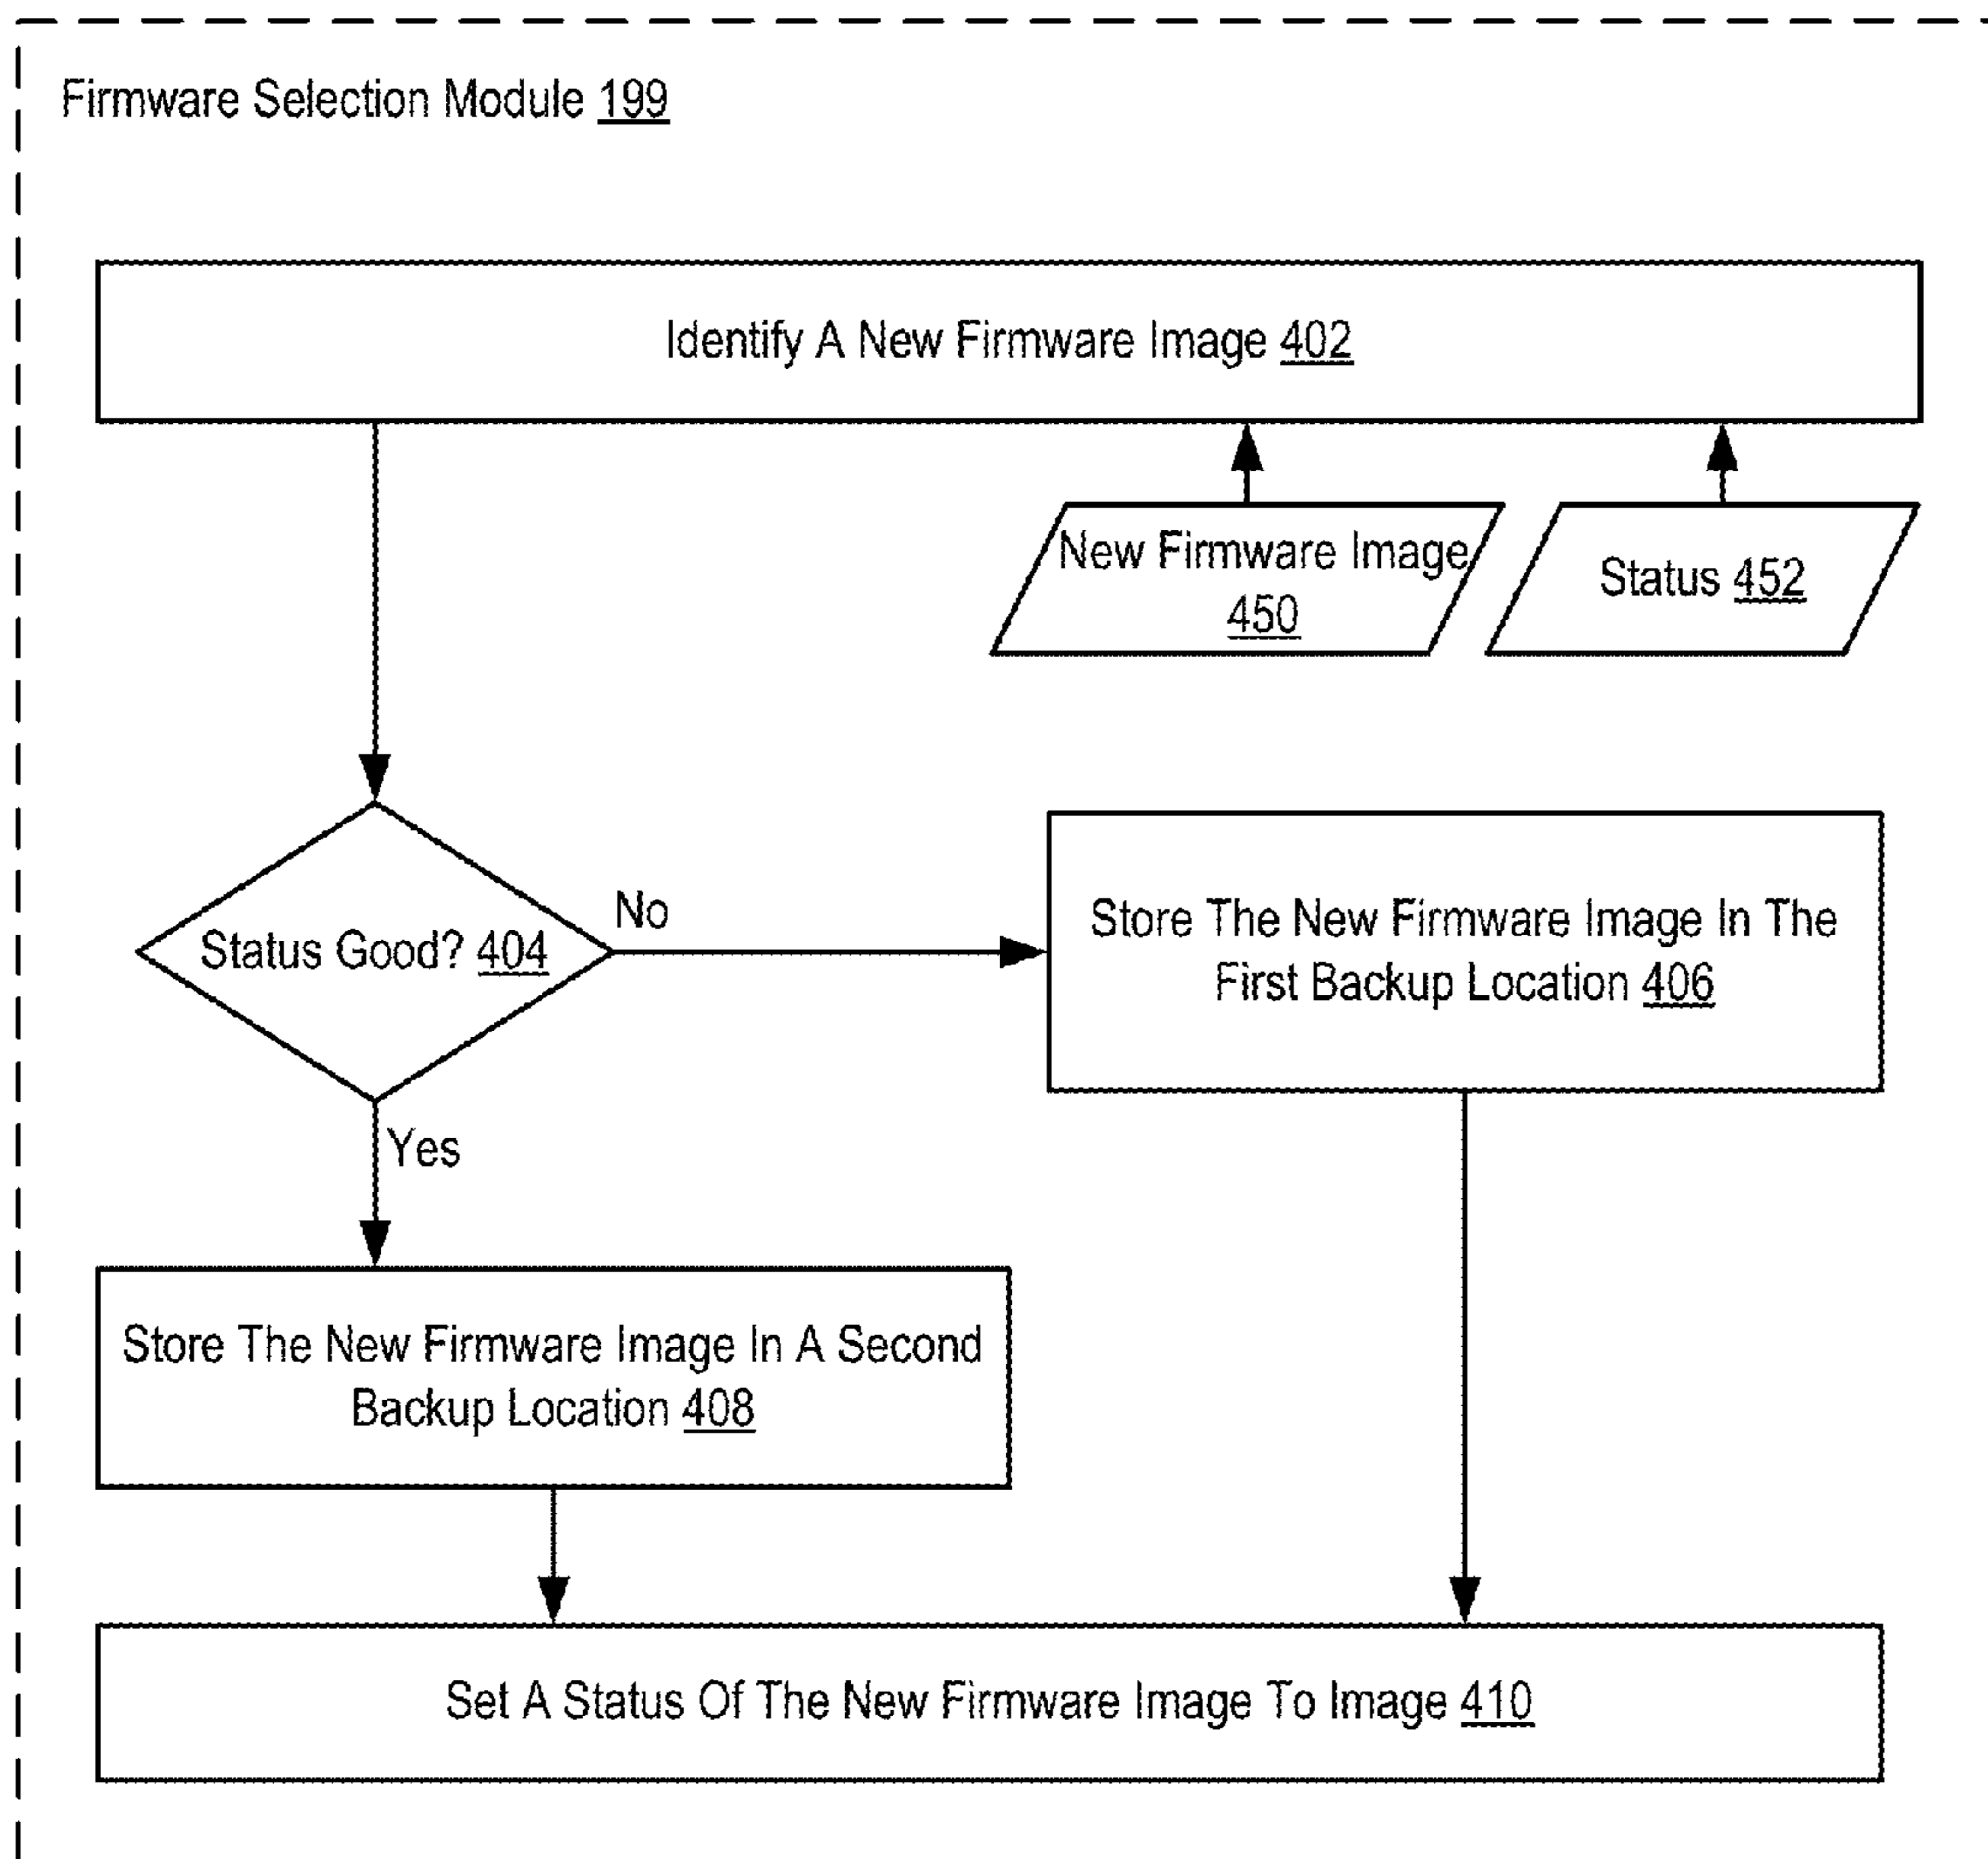 Firmware Selection Module 199
Identify A New Firmware Image 402
New Firmware Image
450
Status 452
Status Good? 404
No
Store The New Firmware Image In The
First Backup Location 406
Yes
Store The New Firmware Image In A Second
Backup Location 408
Set A Status Of The New Firmware Image To Image 410